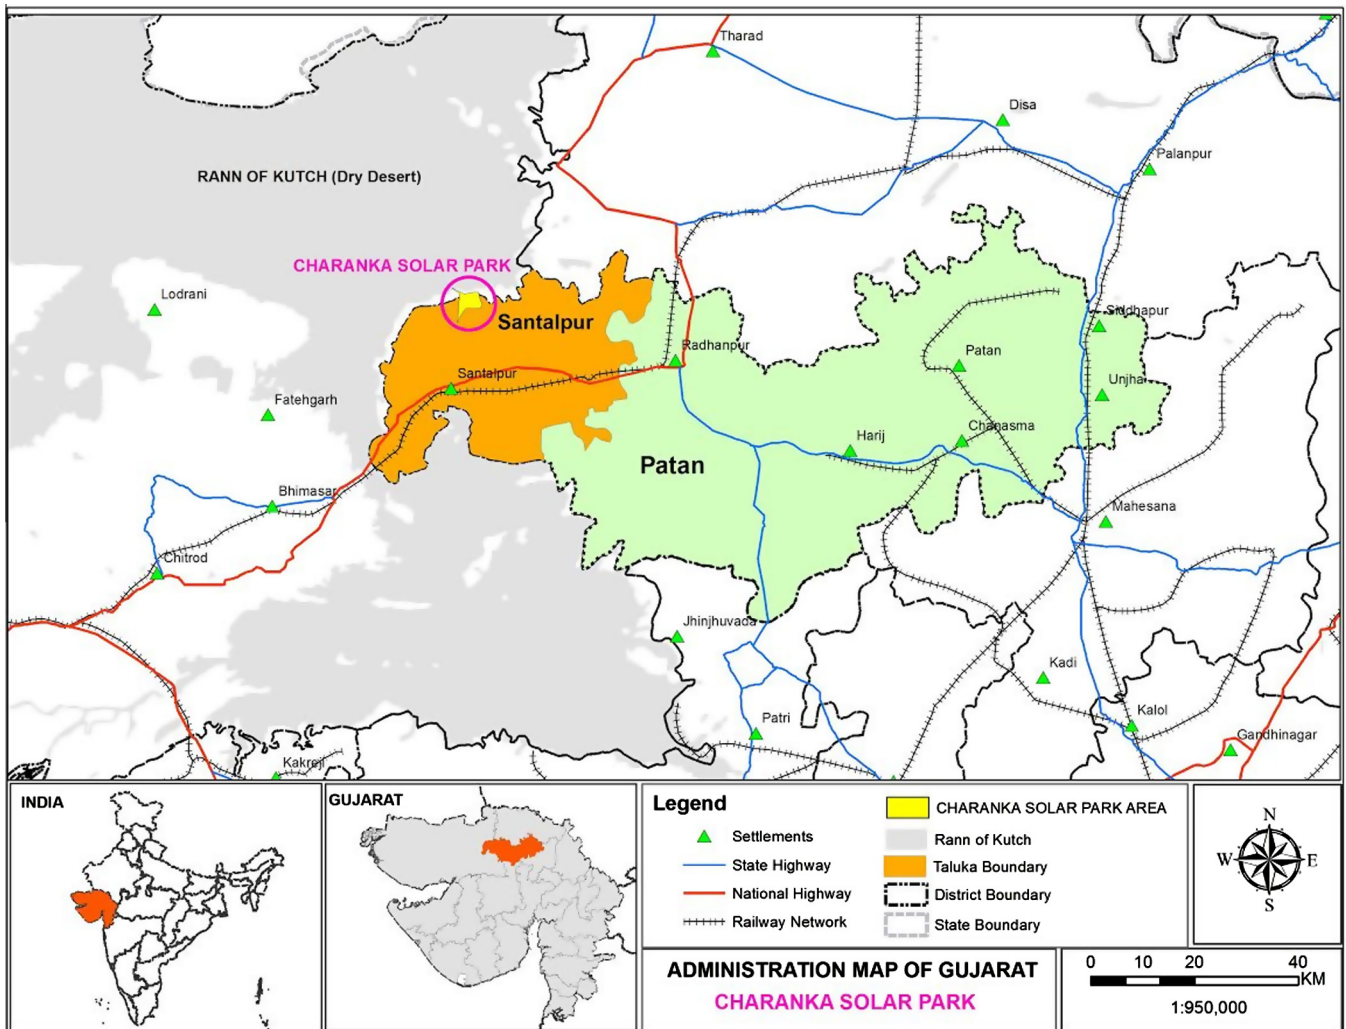 Tharad
Disa
Palanpur
RANN OF KUTCH (Dry Desert)
CHARANKA SOLAR PARK
Lodrani
Santalpur
Siddhapur
Radhanpur
Patan
Santalpur
Unjha
Fatehgarh
Chanasma
Harij
Patan
Bhimasar
Mahesana
Chitrod
Jhinjhuvada
Kadi
Patri
Kalol
Gandhinagar
Kakreji
INDIA
GUJARAT
Legend
Settlements
State Highway
National Highway
Railway Network
CHARANKA SOLAR PARK AREA
Rann of Kutch
Taluka Boundary
District Boundary
State Boundary
N
W E
S
ADMINISTRATION MAP OF GUJARAT
CHARANKA SOLAR PARK
0 10 20 40
KM
1:950,000